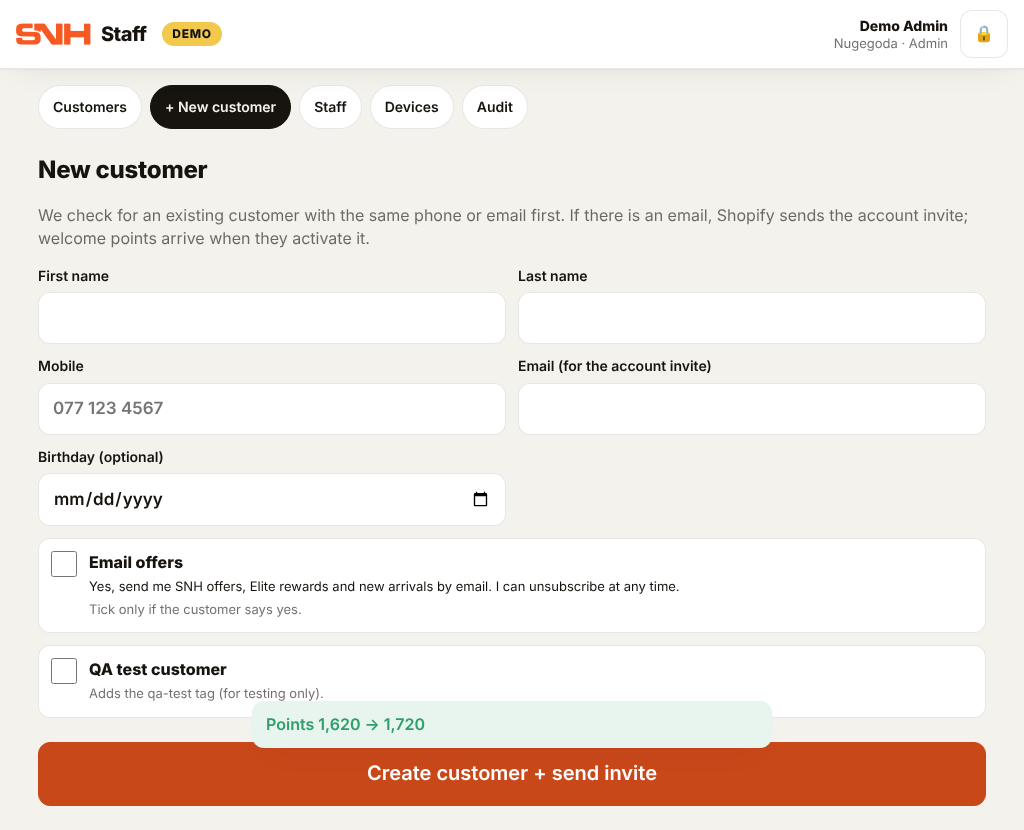 SNH Staff DEMO
Demo Admin
Nugegoda · Admin
Customers
+ New customer
Staff
Devices
Audit
New customer
We check for an existing customer with the same phone or email first. If there is an email, Shopify sends the account invite;
welcome points arrive when they activate it.
First name
Last name
Mobile
Email (for the account invite)
077 123 4567
Birthday (optional)
mm/dd/yyyy
Email offers
Yes, send me SNH offers, Elite rewards and new arrivals by email. I can unsubscribe at any time.
Tick only if the customer says yes.
QA test customer
Adds the qa-test tag (for testing only).
Points 1,620 → 1,720
Create customer + send invite